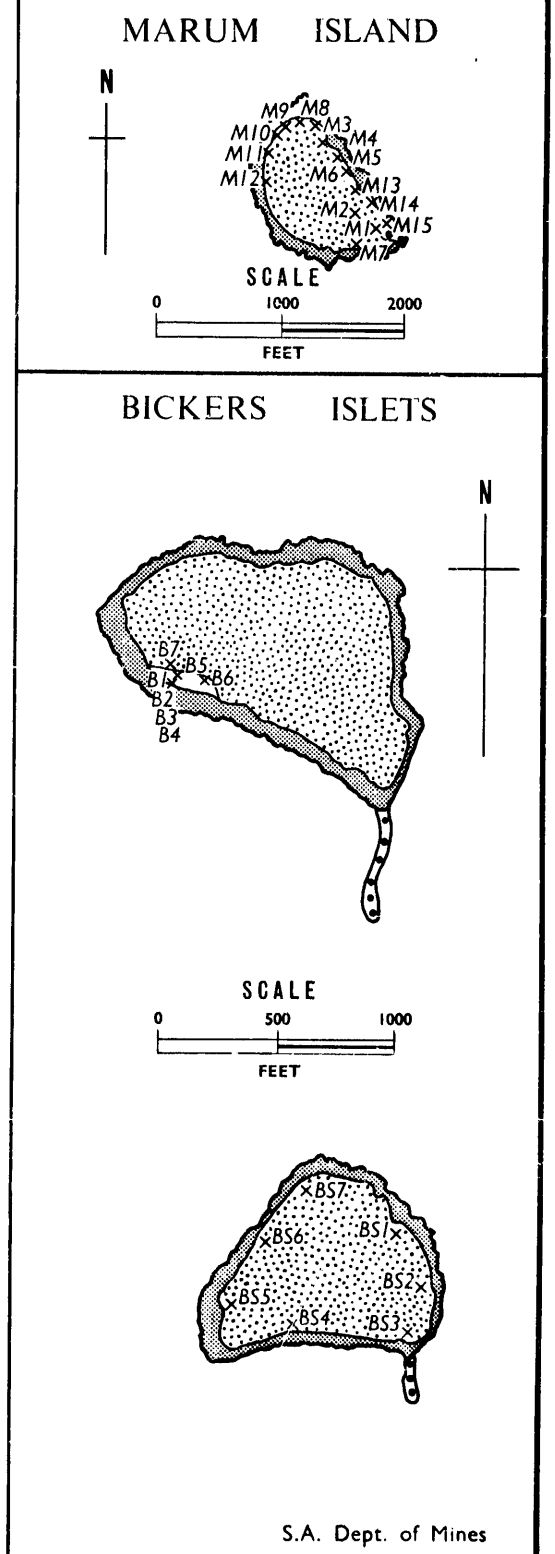 MARUM ISLAND
N
M9 M8
M10 M3
M4
M11 M5
M12 M6
M13
M2 M14
M1 M15
M7
SCALE
0 1000 2000
FEET
BICKERS ISLETS
N
B7
B5
B1 B6
B2
B3
B4
SCALE
0 500 1000
FEET
BS7
BS1
BS6
BS2
BS5
BS4 BS3
S.A. Dept. of Mines